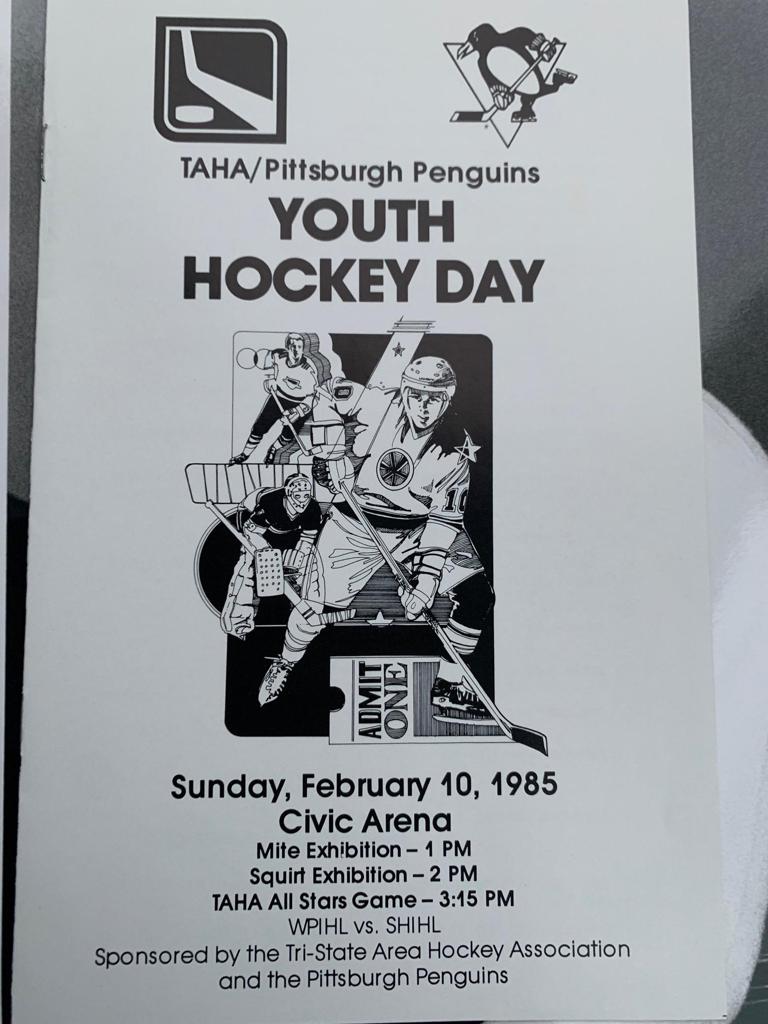 TAHA/Pittsburgh Penguins
YOUTH
HOCKEY DAY
10
ADMIT
ONE
Sunday, February 10, 1985
Civic Arena
Mite Exhibition – 1 PM
Squirt Exhibition – 2 PM
TAHA All Stars Game – 3:15 PM
WPIHL vs. SHIHL
Sponsored by the Tri-State Area Hockey Association
and the Pittsburgh Penguins